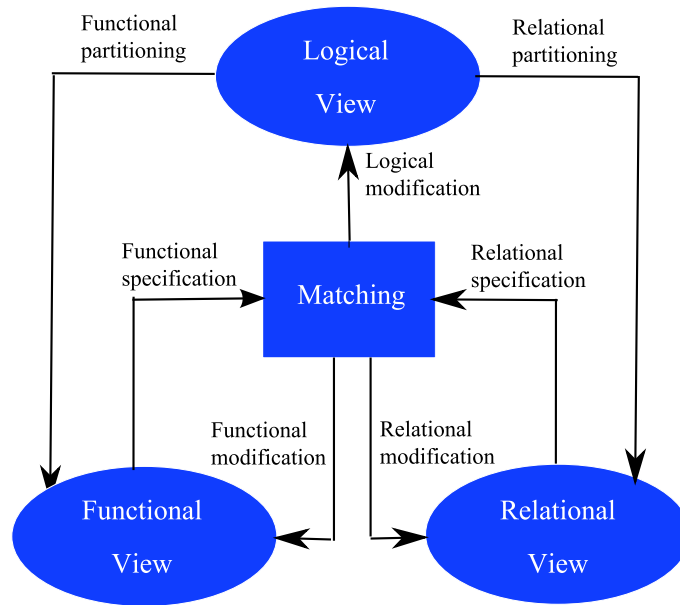 Functional
partitioning
Logical
View
Relational
partitioning
Logical
modification
Functional
specification
Matching
Relational
specification
Functional
modification
Relational
modification
Functional
View
Relational
View